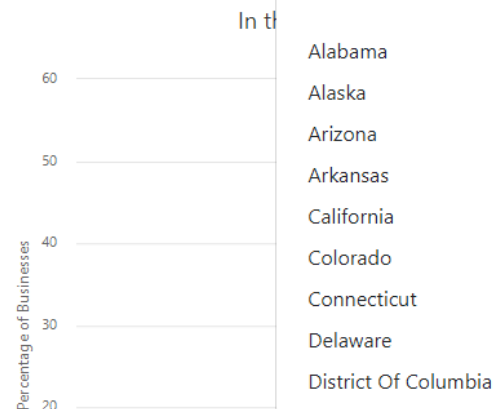 In th
60
50
40
30
20
Percentage of Businesses
Alabama
Alaska
Arizona
Arkansas
California
Colorado
Connecticut
Delaware
District Of Columbia